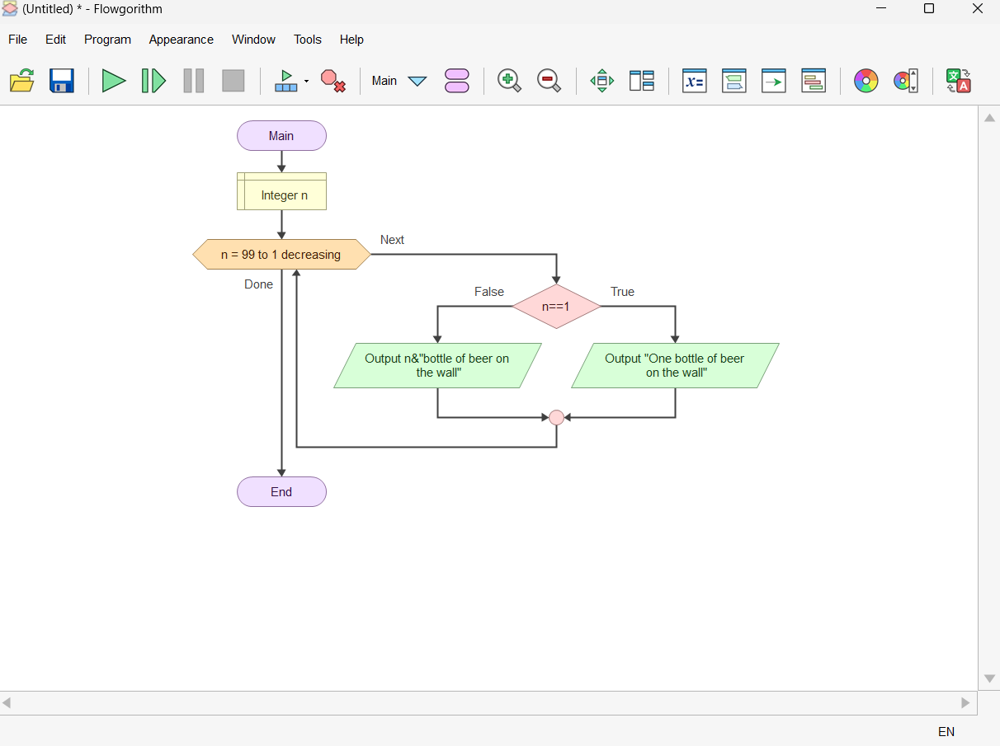 (Untitled) * - Flowgorithm
File Edit Program Appearance Window Tools Help
Main
x=
文
A
Main
Integer n
n = 99 to 1 decreasing
Next
Done
False
True
n==1
Output n&"bottle of beer on
the wall"
Output "One bottle of beer
on the wall"
End
EN